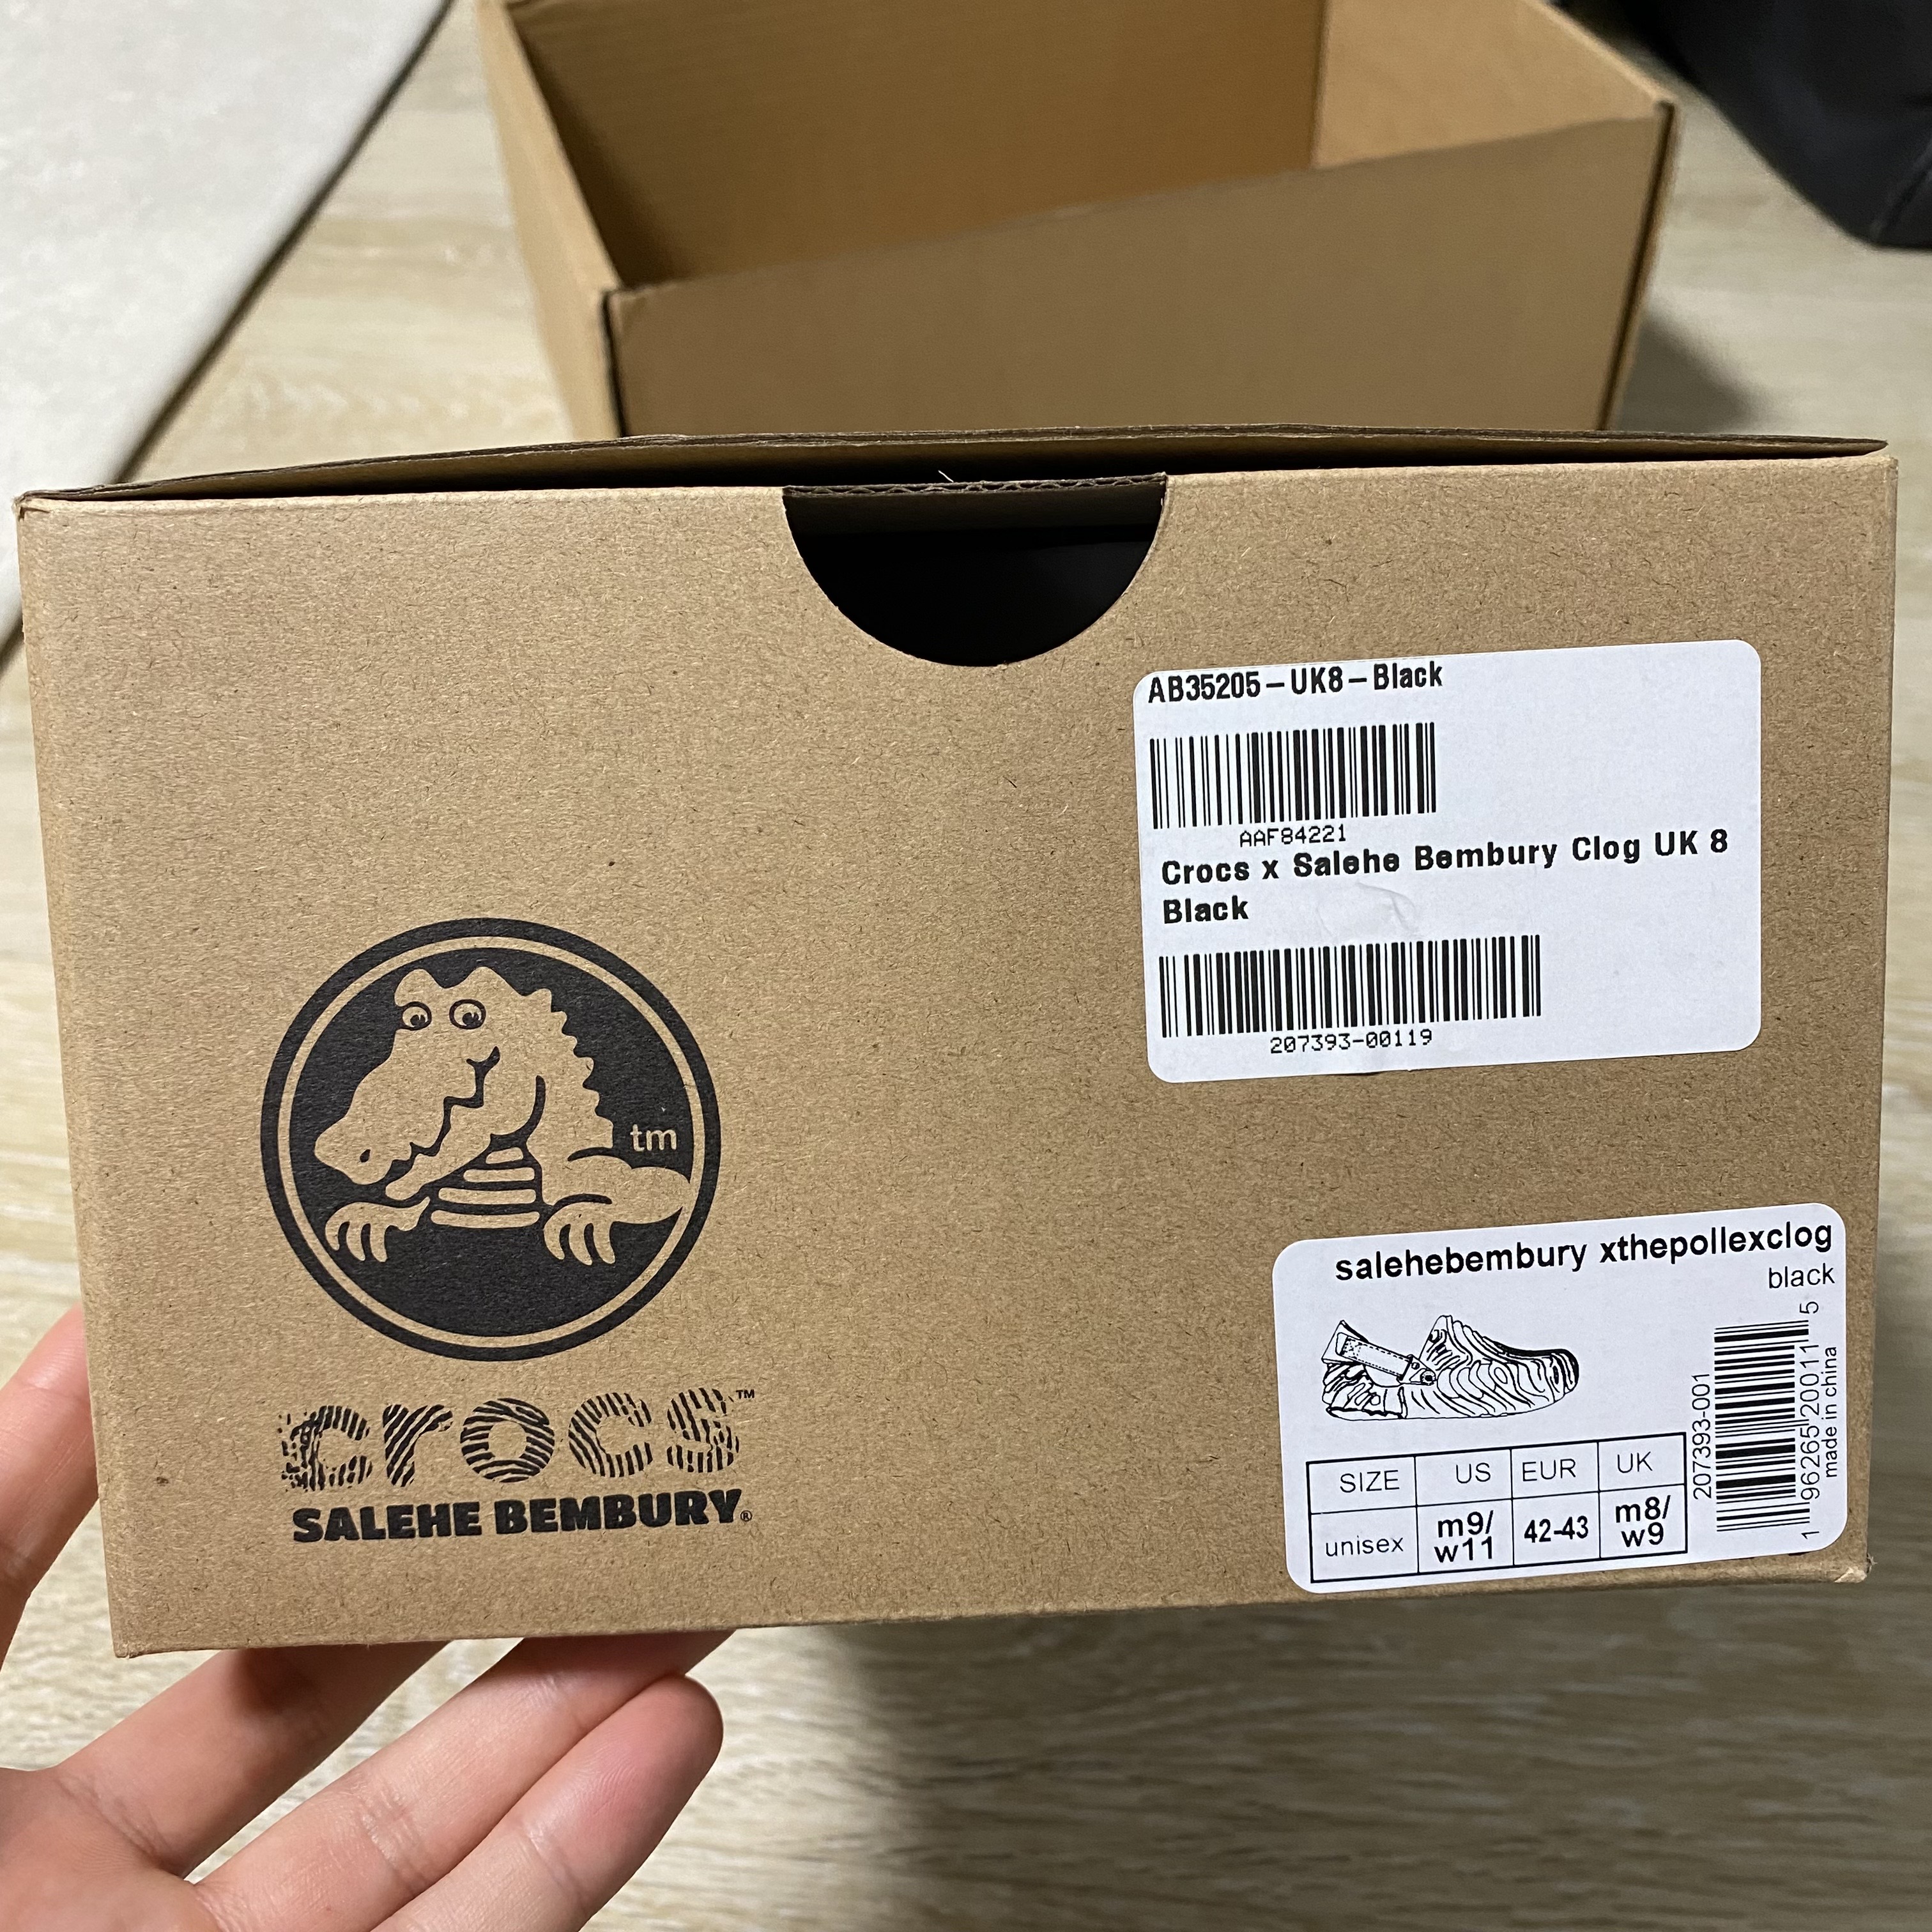 AB35205-UK8-Black
AAF84221
Crocs x Salehe Bembury Clog UK 8
Black
207393-00119
tm
crocs™
SALEHE BEMBURY®
salehebembury xthepollexclog
black
SIZE US EUR UK
unisex m9/w11 42-43 m8/w9
207393-001
1 96265 20011 5
made in china